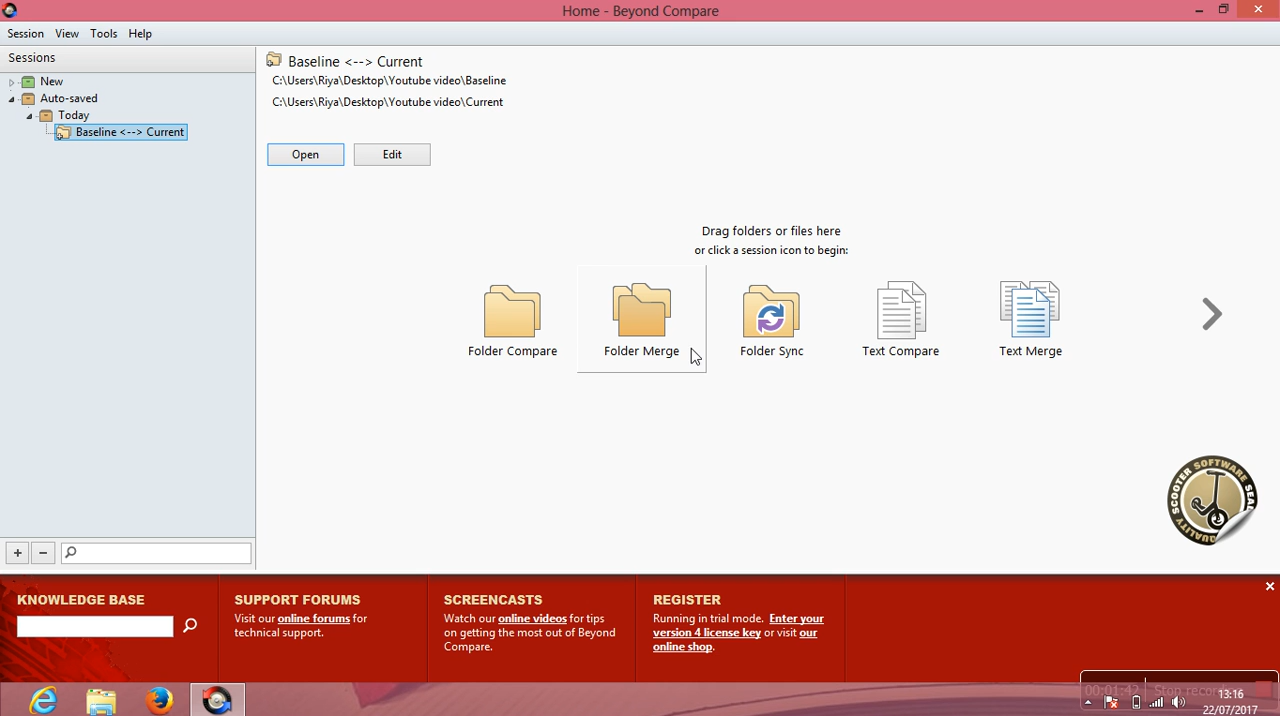 Home - Beyond Compare
Session View Tools Help
Sessions
New
Auto-saved
Today
Baseline <--> Current
Baseline <--> Current
C:\Users\Riya\Desktop\Youtube video\Baseline
C:\Users\Riya\Desktop\Youtube video\Current
Open Edit
Drag folders or files here
or click a session icon to begin:
Folder Compare Folder Merge Folder Sync Text Compare Text Merge
SCOOTER SOFTWARE SEAL
QUALITY
KNOWLEDGE BASE
SUPPORT FORUMS
Visit our online forums for
technical support.
SCREENCASTS
Watch our online videos for tips
on getting the most out of Beyond
Compare.
REGISTER
Running in trial mode. Enter your
version 4 license key or visit our
online shop.
00:01:42 Stop
13:16
22/07/2017